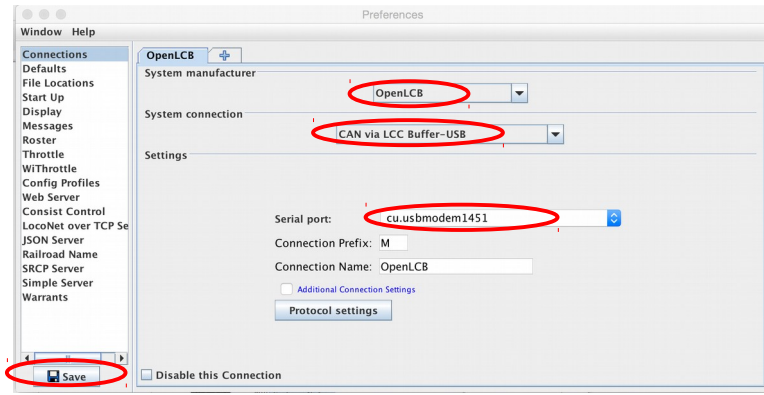 Preferences
Window Help
Connections
Defaults
File Locations
Start Up
Display
Messages
Roster
Throttle
WiThrottle
Config Profiles
Web Server
Consist Control
LocoNet over TCP Se
JSON Server
Railroad Name
SRCP Server
Simple Server
Warrants
Save
OpenLCB
System manufacturer
OpenLCB
System connection
CAN via LCC Buffer-USB
Settings
Serial port: cu.usbmodem1451
Connection Prefix: M
Connection Name: OpenLCB
Additional Connection Settings
Protocol settings
Disable this Connection